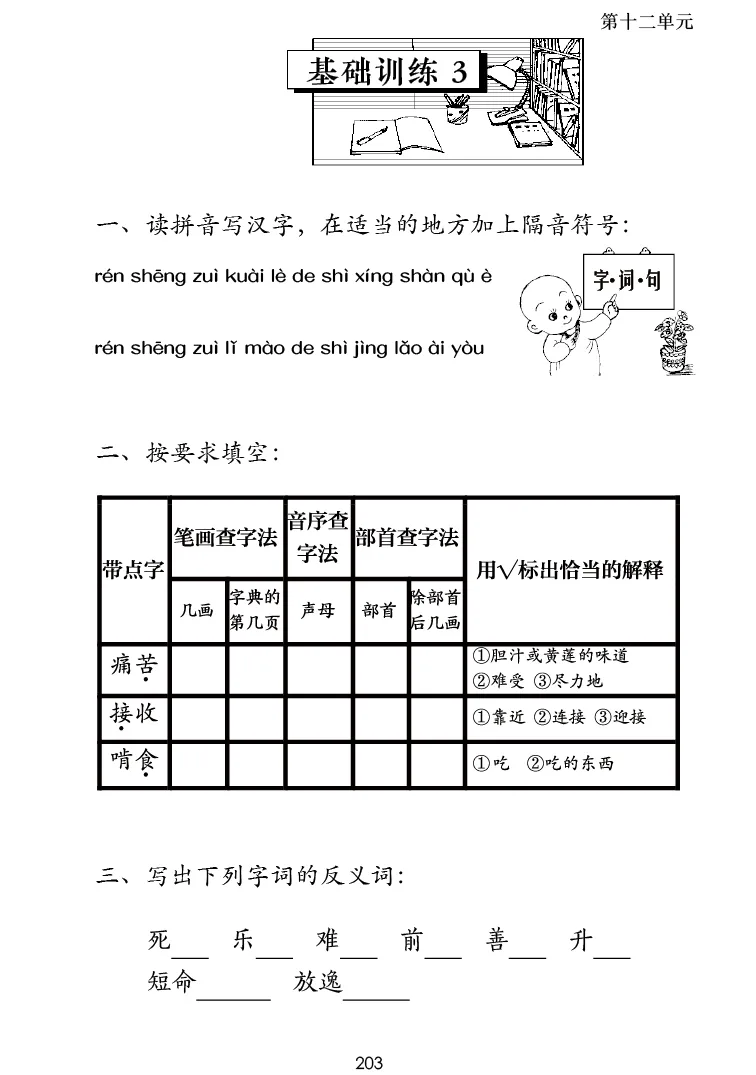 第十二单元
基础训练 3
一、读拼音写汉字，在适当的地方加上隔音符号：
rén shēng zuì kuài lè de shì xíng shàn qù è
字·词·句
rén shēng zuì lǐ mào de shì jìng lǎo ài yòu
二、按要求填空：
带点字 笔画查字法 音序查字法 部首查字法 用√标出恰当的解释
几画 字典的第几页 声母 部首 除部首后几画
痛苦 ①胆汁或黄莲的味道
②难受 ③尽力地
接收 ①靠近 ②连接 ③迎接
啃食 ①吃 ②吃的东西
三、写出下列字词的反义词：
死___ 乐___ 难___ 前___ 善___ 升___
短命______ 放逸______
203